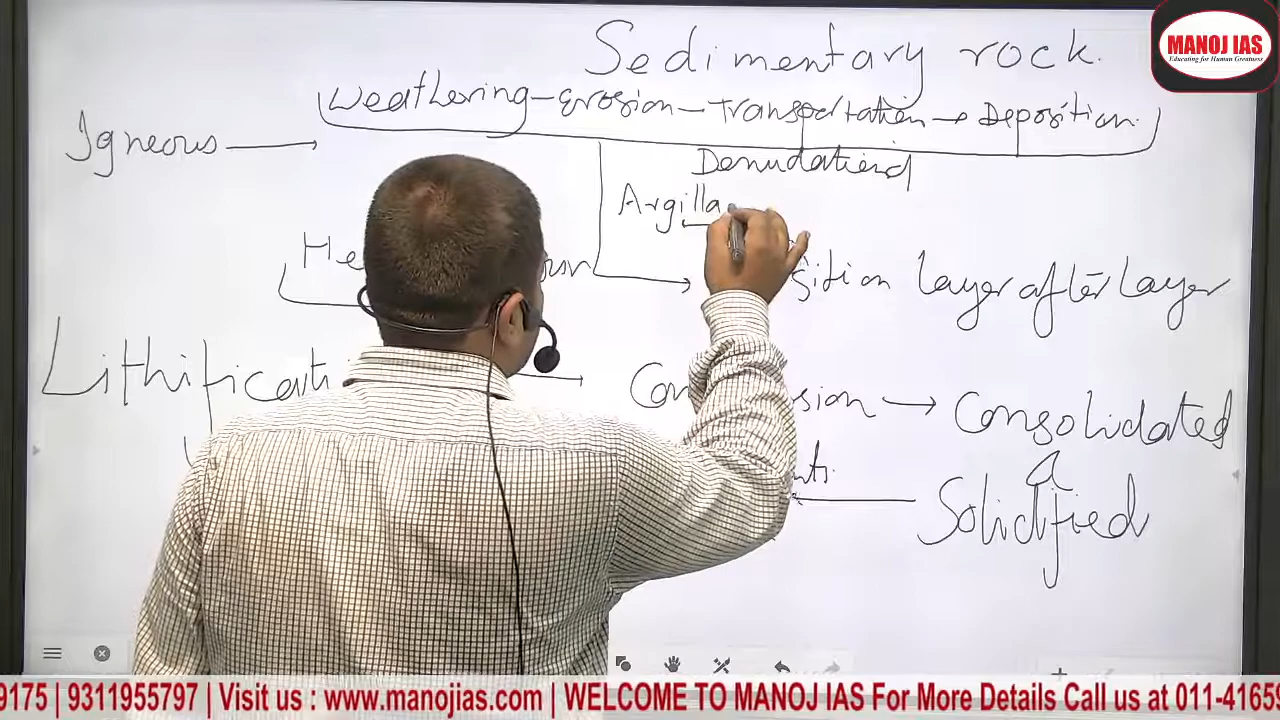 Sedimentary rock.
MANOJ IAS
Educating for Human Greatness
Weathering - Erosion - Transportation → Deposition
Igneous
Denudational
Argilla
layer after layer
Consolidated
&
Solidified
9175 | 9311955797 | Visit us : www.manojias.com | WELCOME TO MANOJ IAS For More Details Call us at 011-4165